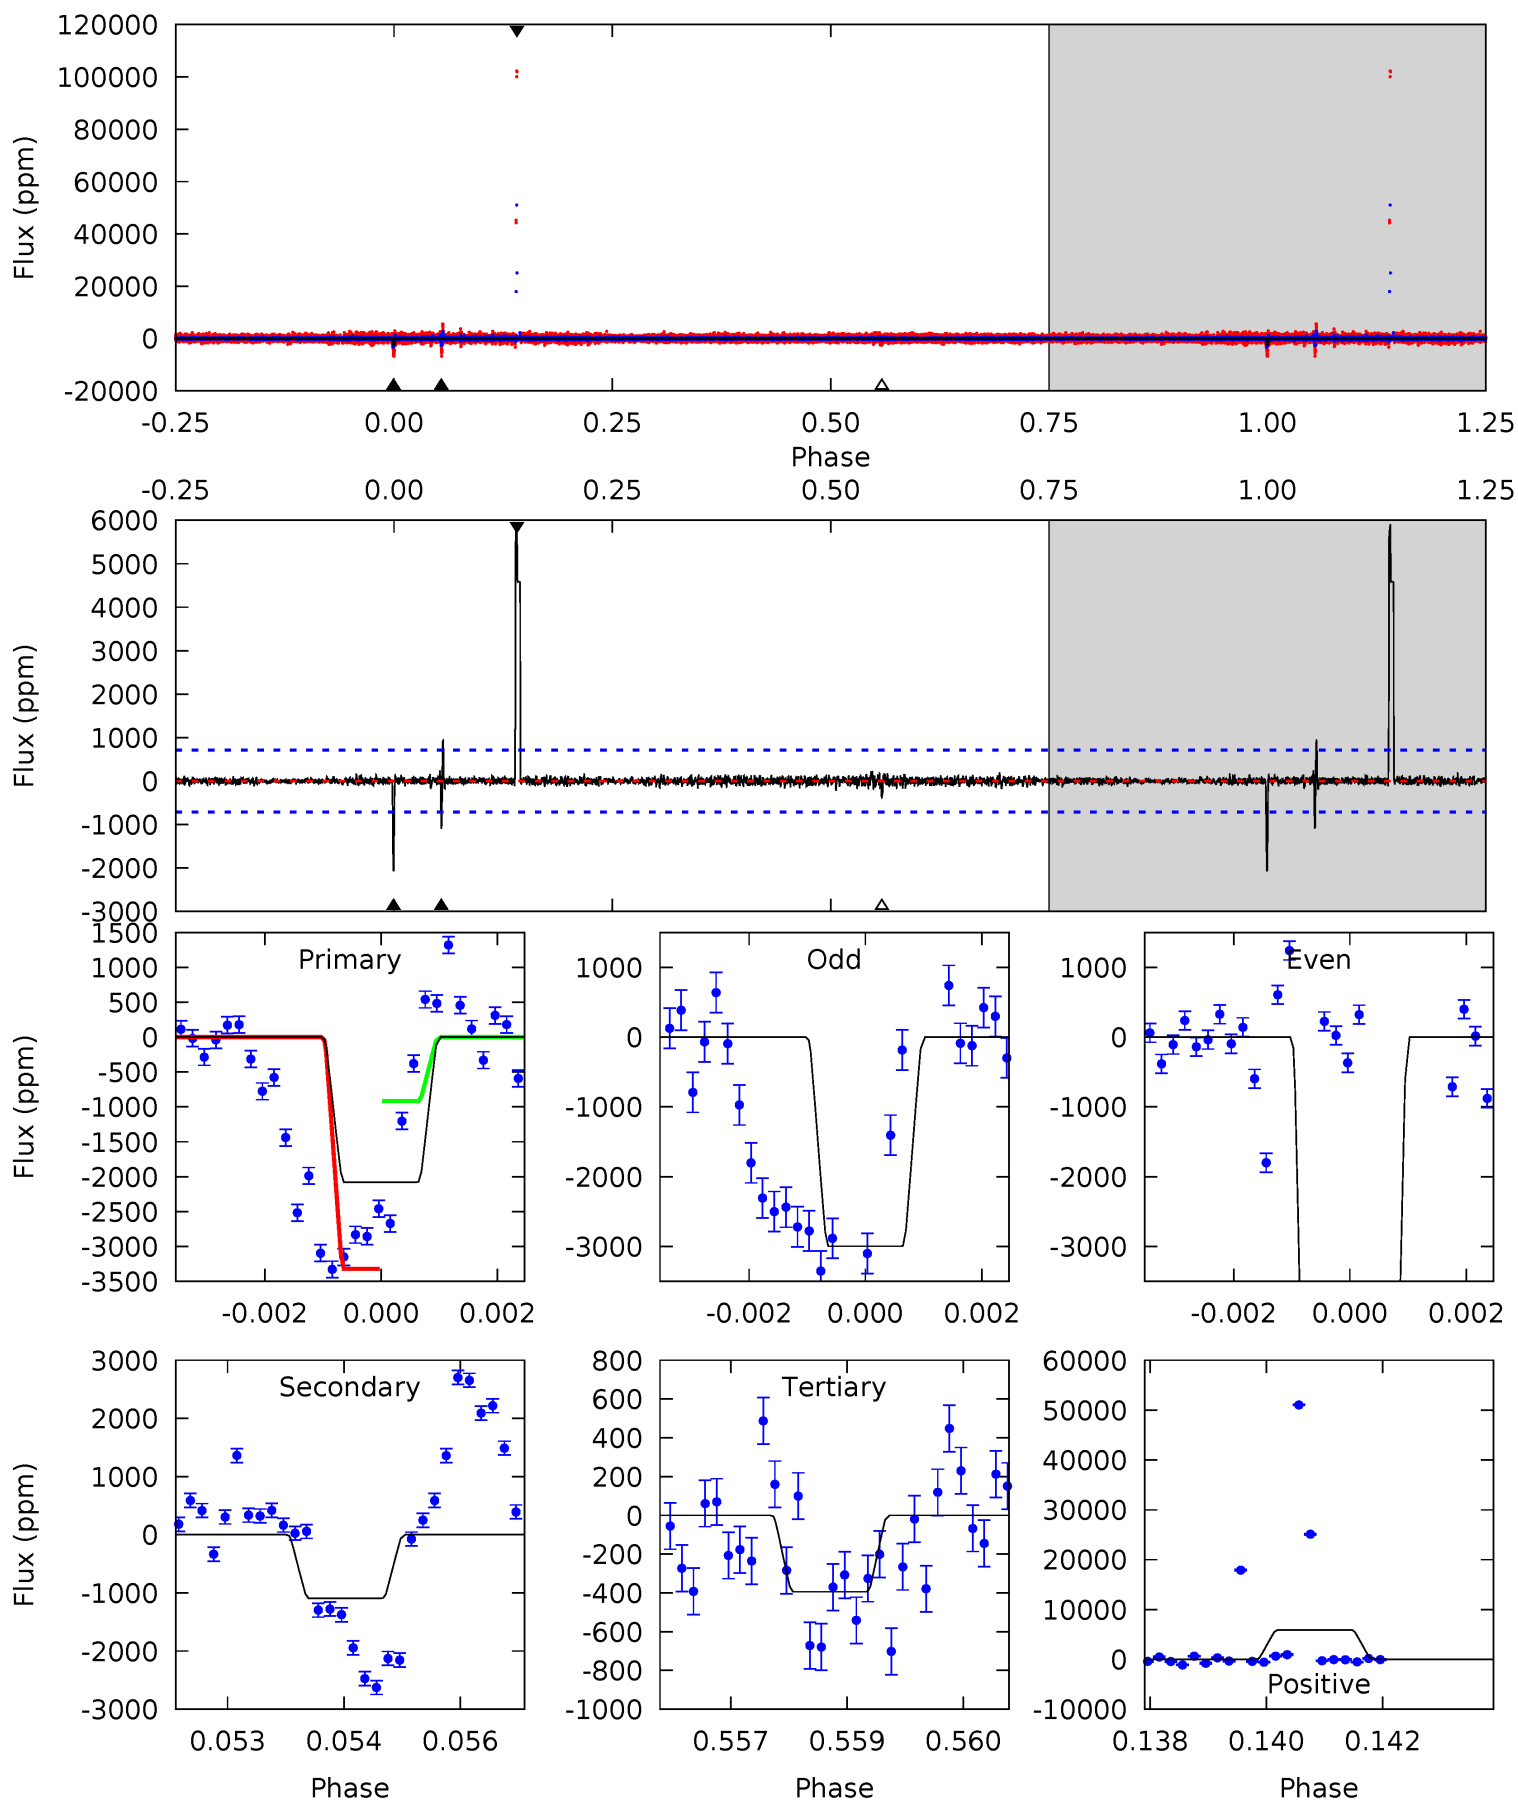 120000
100000
80000
60000
40000
20000
0
-20000
Flux (ppm)
-0.25 0.00 0.25 0.50 0.75 1.00 1.25
Phase
-0.25 0.00 0.25 0.50 0.75 1.00 1.25
6000
5000
4000
3000
2000
1000
0
-1000
-2000
-3000
Flux (ppm)
1500
1000
500
0
-500
-1000
-1500
-2000
-2500
-3000
-3500
Flux (ppm)
Primary
-0.002 0.000 0.002
1000
0
-1000
-2000
-3000
Odd
-0.002 0.000 0.002
1000
0
-1000
-2000
-3000
Even
-0.002 0.000 0.002
3000
2000
1000
0
-1000
-2000
-3000
Flux (ppm)
Secondary
0.053 0.054 0.056
Phase
800
600
400
200
0
-200
-400
-600
-800
-1000
Tertiary
0.557 0.559 0.560
Phase
60000
50000
40000
30000
20000
10000
0
-10000
Positive
0.138 0.140 0.142
Phase